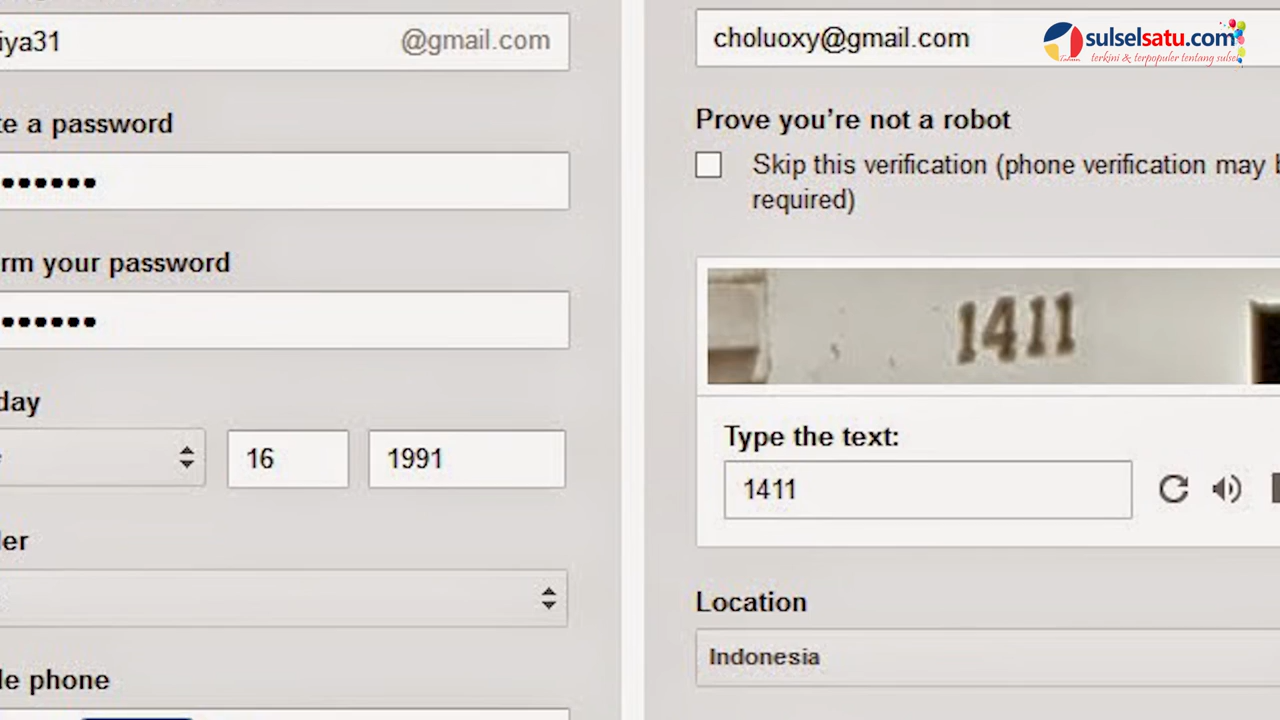 iya31 @gmail.com
te a password
●●●●●●●
rm your password
●●●●●●●
day
16 1991
er
le phone
choluoxy@gmail.com
sulselsatu.com
terkini & terpopuler tentang sulsel
Prove you're not a robot
Skip this verification (phone verification may b
required)
1411
Type the text:
1411
Location
Indonesia